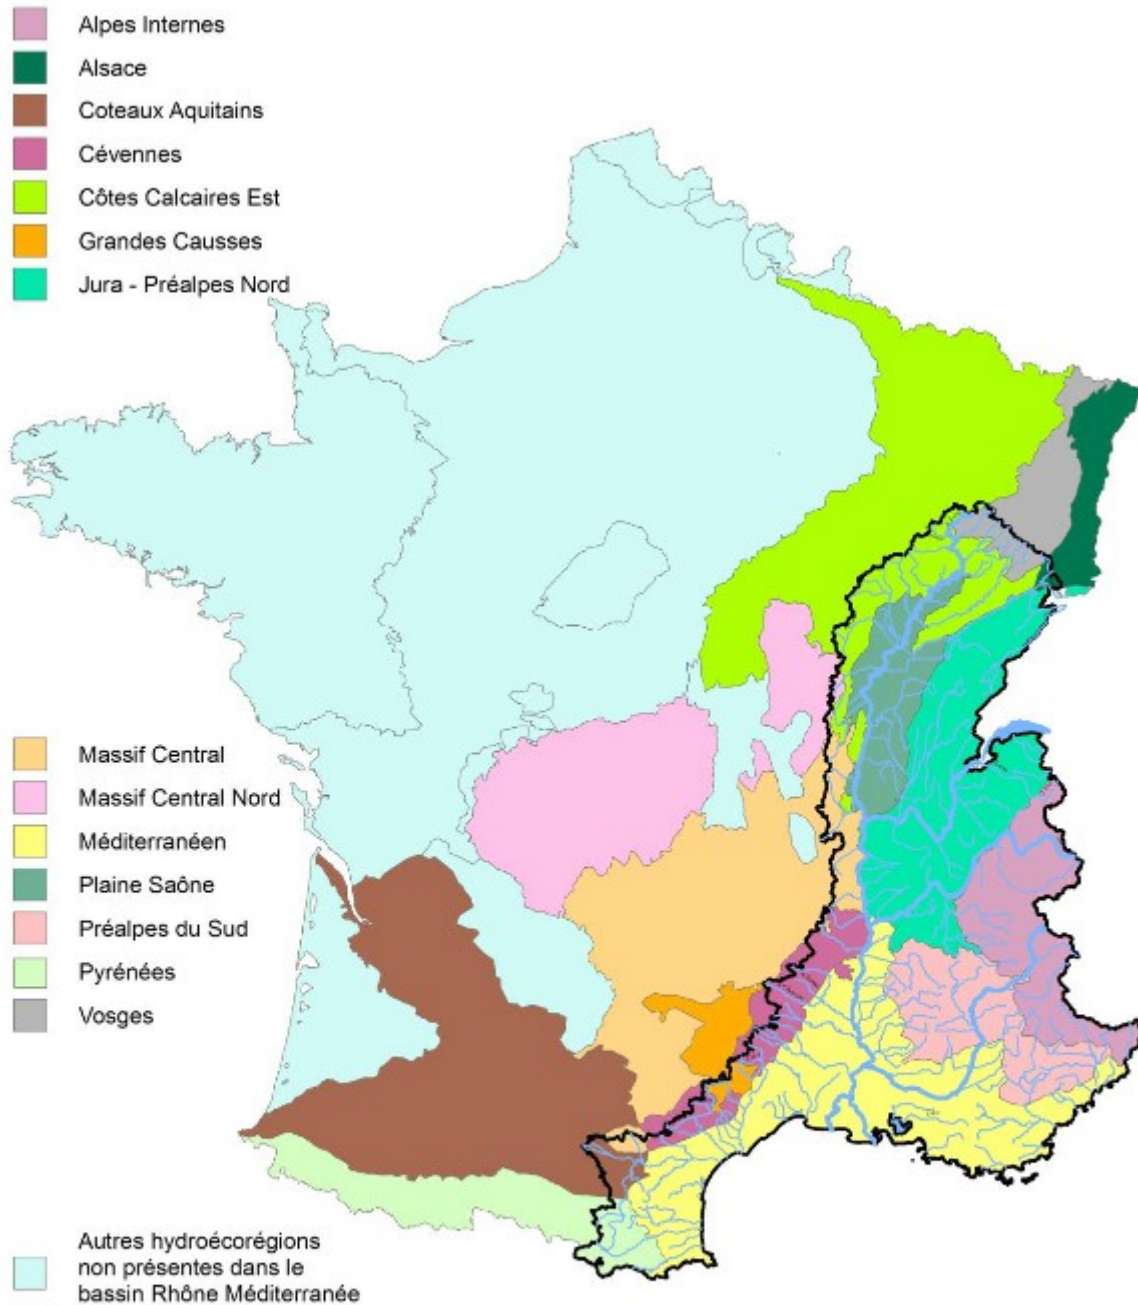 Alpes Internes
Alsace
Coteaux Aquitains
Cévennes
Côtes Calcaires Est
Grandes Causses
Jura - Préalpes Nord
Massif Central
Massif Central Nord
Méditerranéen
Plaine Saône
Préalpes du Sud
Pyrénées
Vosges
Autres hydroécorégions
non présentes dans le
bassin Rhône Méditerranée